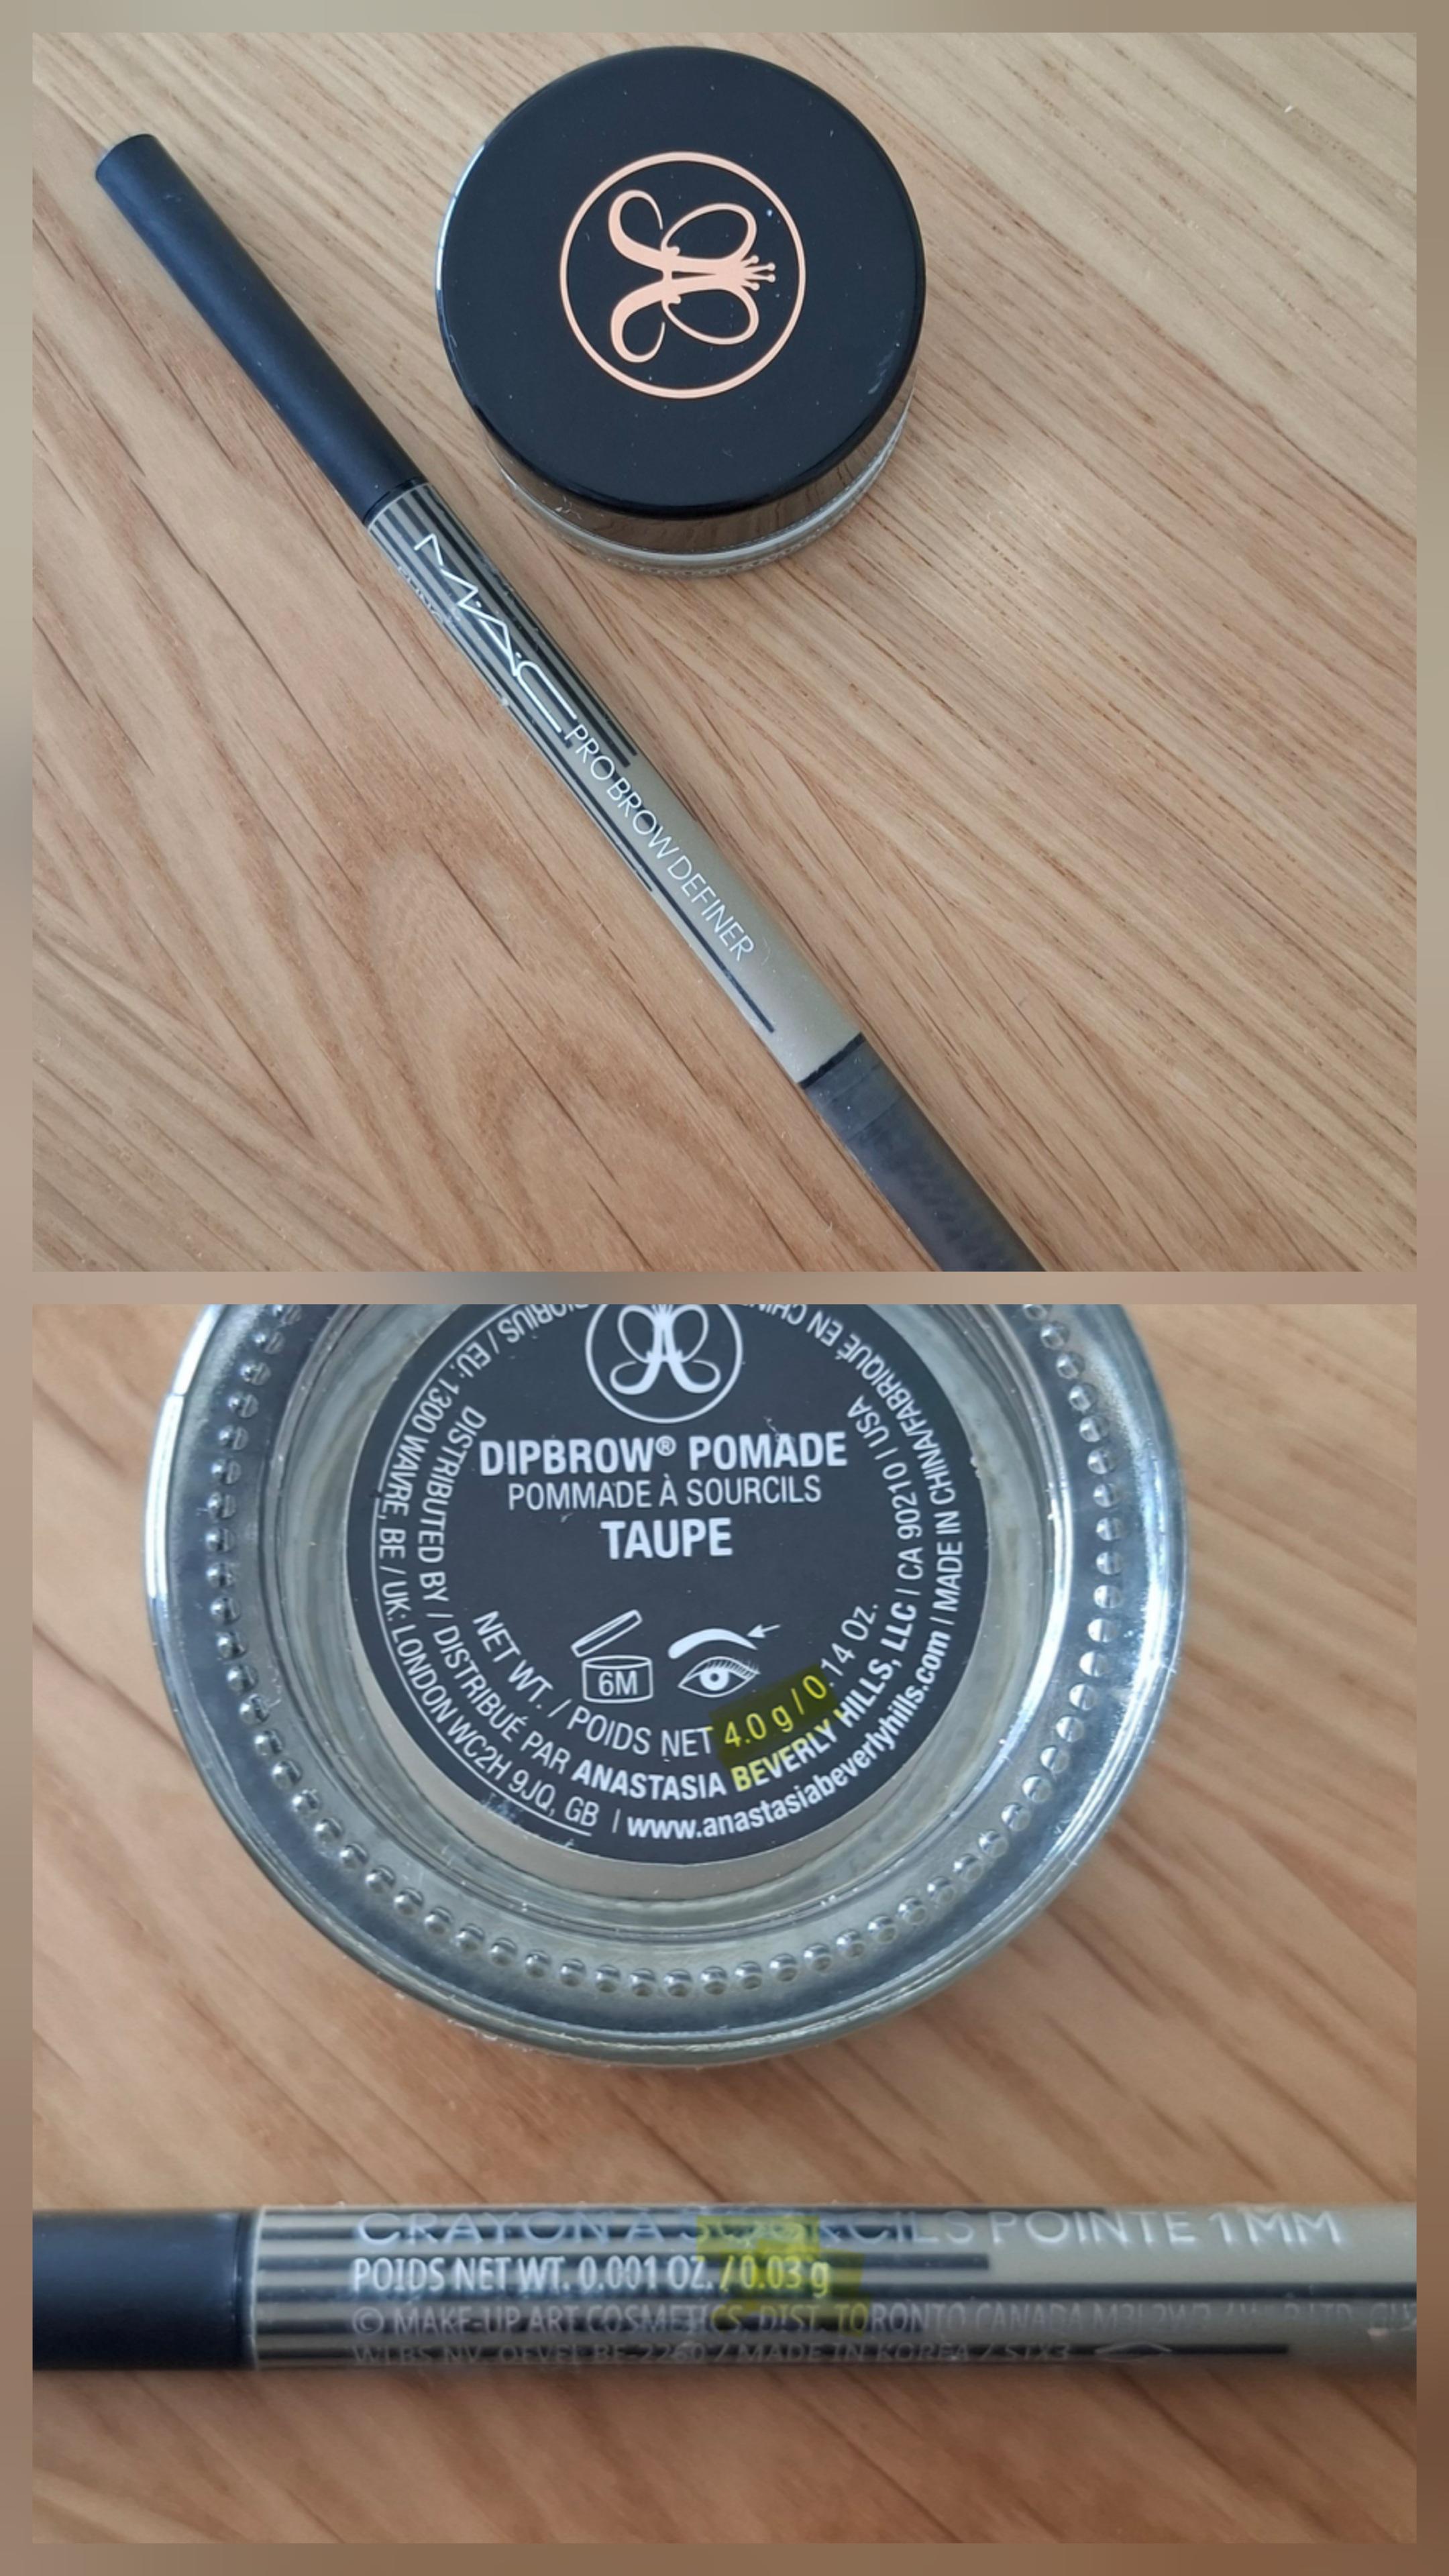 M·A·C
PRO BROW DEFINER
DIPBROW® POMADE
POMMADE À SOURCILS
TAUPE
6M
NET WT. / POIDS NET 4.0 g / 0.14 Oz.
DISTRIBUTED BY / DISTRIBUÉ PAR ANASTASIA BEVERLY HILLS, LLC | CA 90210 | USA
EU: 1300 WAVRE, BE / UK: LONDON WC2H 9JQ, GB | www.anastasiabeverlyhills.com | MADE IN CHINA/FABRIQUÉ EN
CRAYON A SOURCILS POINTE 1MM
POIDS NET WT. 0.001 OZ. / 0.03 g
© MAKE-UP ART COSMETICS DIST. TORONTO CANADA
MADE IN KOREA